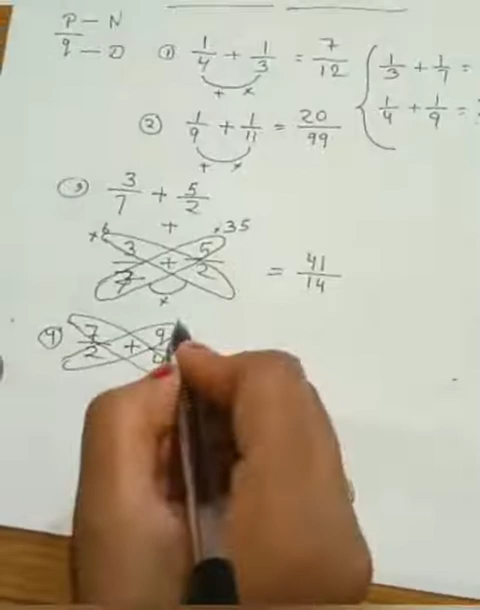 P — N
q — D
① 1/4 + 1/3 = 7/12
+ ×
1/3 + 1/7 =
② 1/9 + 1/11 = 20/99
+ ×
1/4 + 1/9 =
③ 3/7 + 5/2
+
×6 35
3/7 + 5/2 = 41/14
×
④ 7/2 + 9/